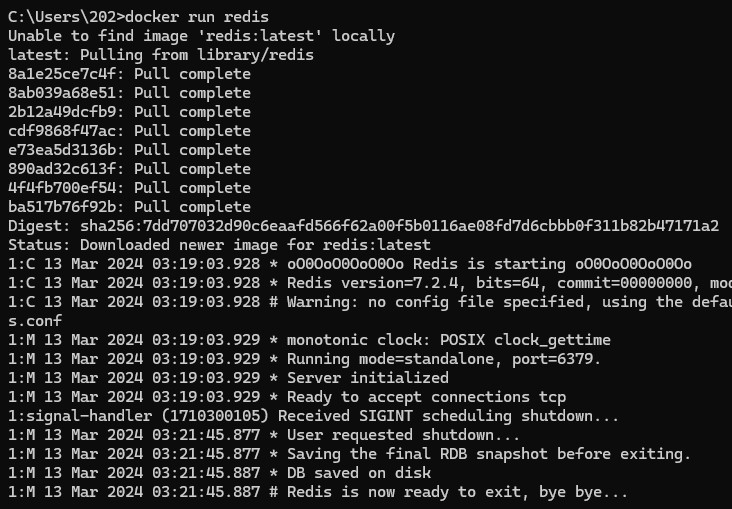 C:\Users\202>docker run redis
Unable to find image 'redis:latest' locally
latest: Pulling from library/redis
8a1e25ce7c4f: Pull complete
8ab039a68e51: Pull complete
2b12a49dcfb9: Pull complete
cdf9868f47ac: Pull complete
e73ea5d3136b: Pull complete
890ad32c613f: Pull complete
4f4fb700ef54: Pull complete
ba517b76f92b: Pull complete
Digest: sha256:7dd707032d90c6eaafd566f62a00f5b0116ae08fd7d6cbbb0f311b82b47171a2
Status: Downloaded newer image for redis:latest
1:C 13 Mar 2024 03:19:03.928 * oO0OoO0OoO0Oo Redis is starting oO0OoO0OoO0Oo
1:C 13 Mar 2024 03:19:03.928 * Redis version=7.2.4, bits=64, commit=00000000, mod
1:C 13 Mar 2024 03:19:03.928 # Warning: no config file specified, using the defau
s.conf
1:M 13 Mar 2024 03:19:03.929 * monotonic clock: POSIX clock_gettime
1:M 13 Mar 2024 03:19:03.929 * Running mode=standalone, port=6379.
1:M 13 Mar 2024 03:19:03.929 * Server initialized
1:M 13 Mar 2024 03:19:03.929 * Ready to accept connections tcp
1:signal-handler (1710300105) Received SIGINT scheduling shutdown...
1:M 13 Mar 2024 03:21:45.877 * User requested shutdown...
1:M 13 Mar 2024 03:21:45.877 * Saving the final RDB snapshot before exiting.
1:M 13 Mar 2024 03:21:45.887 * DB saved on disk
1:M 13 Mar 2024 03:21:45.887 # Redis is now ready to exit, bye bye...